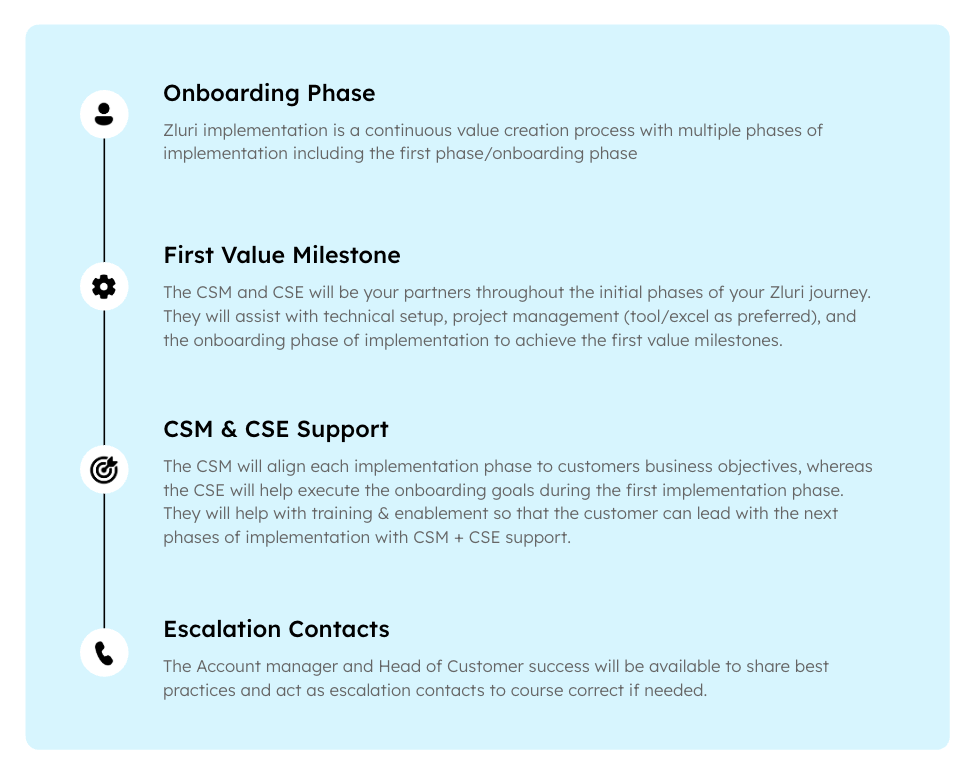 Onboarding Phase
Zluri implementation is a continuous value creation process with multiple phases of
implementation including the first phase/onboarding phase
First Value Milestone
The CSM and CSE will be your partners throughout the initial phases of your Zluri journey.
They will assist with technical setup, project management (tool/excel as preferred), and
the onboarding phase of implementation to achieve the first value milestones.
CSM & CSE Support
The CSM will align each implementation phase to customers business objectives, whereas
the CSE will help execute the onboarding goals during the first implementation phase.
They will help with training & enablement so that the customer can lead with the next
phases of implementation with CSM + CSE support.
Escalation Contacts
The Account manager and Head of Customer success will be available to share best
practices and act as escalation contacts to course correct if needed.